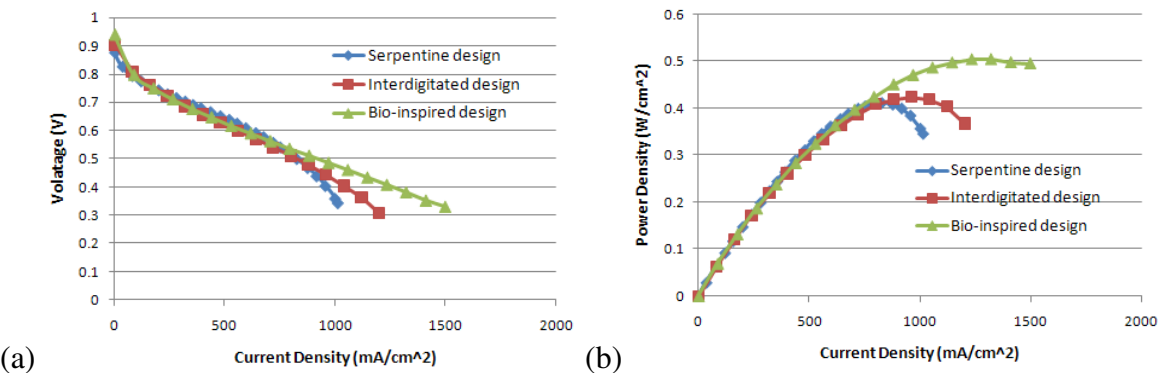 1
0.9
0.8
0.7
0.6
0.5
0.4
0.3
0.2
0.1
0
Volatage (V)
Serpentine design
Interdigitated design
Bio-inspired design
0 500 1000 1500 2000
Current Density (mA/cm^2)
(a)
0.6
0.5
0.4
0.3
0.2
0.1
0
Power Density (W/cm^2)
Serpentine design
Interdigitated design
Bio-inspired design
0 500 1000 1500 2000
Current Density (mA/cm^2)
(b)